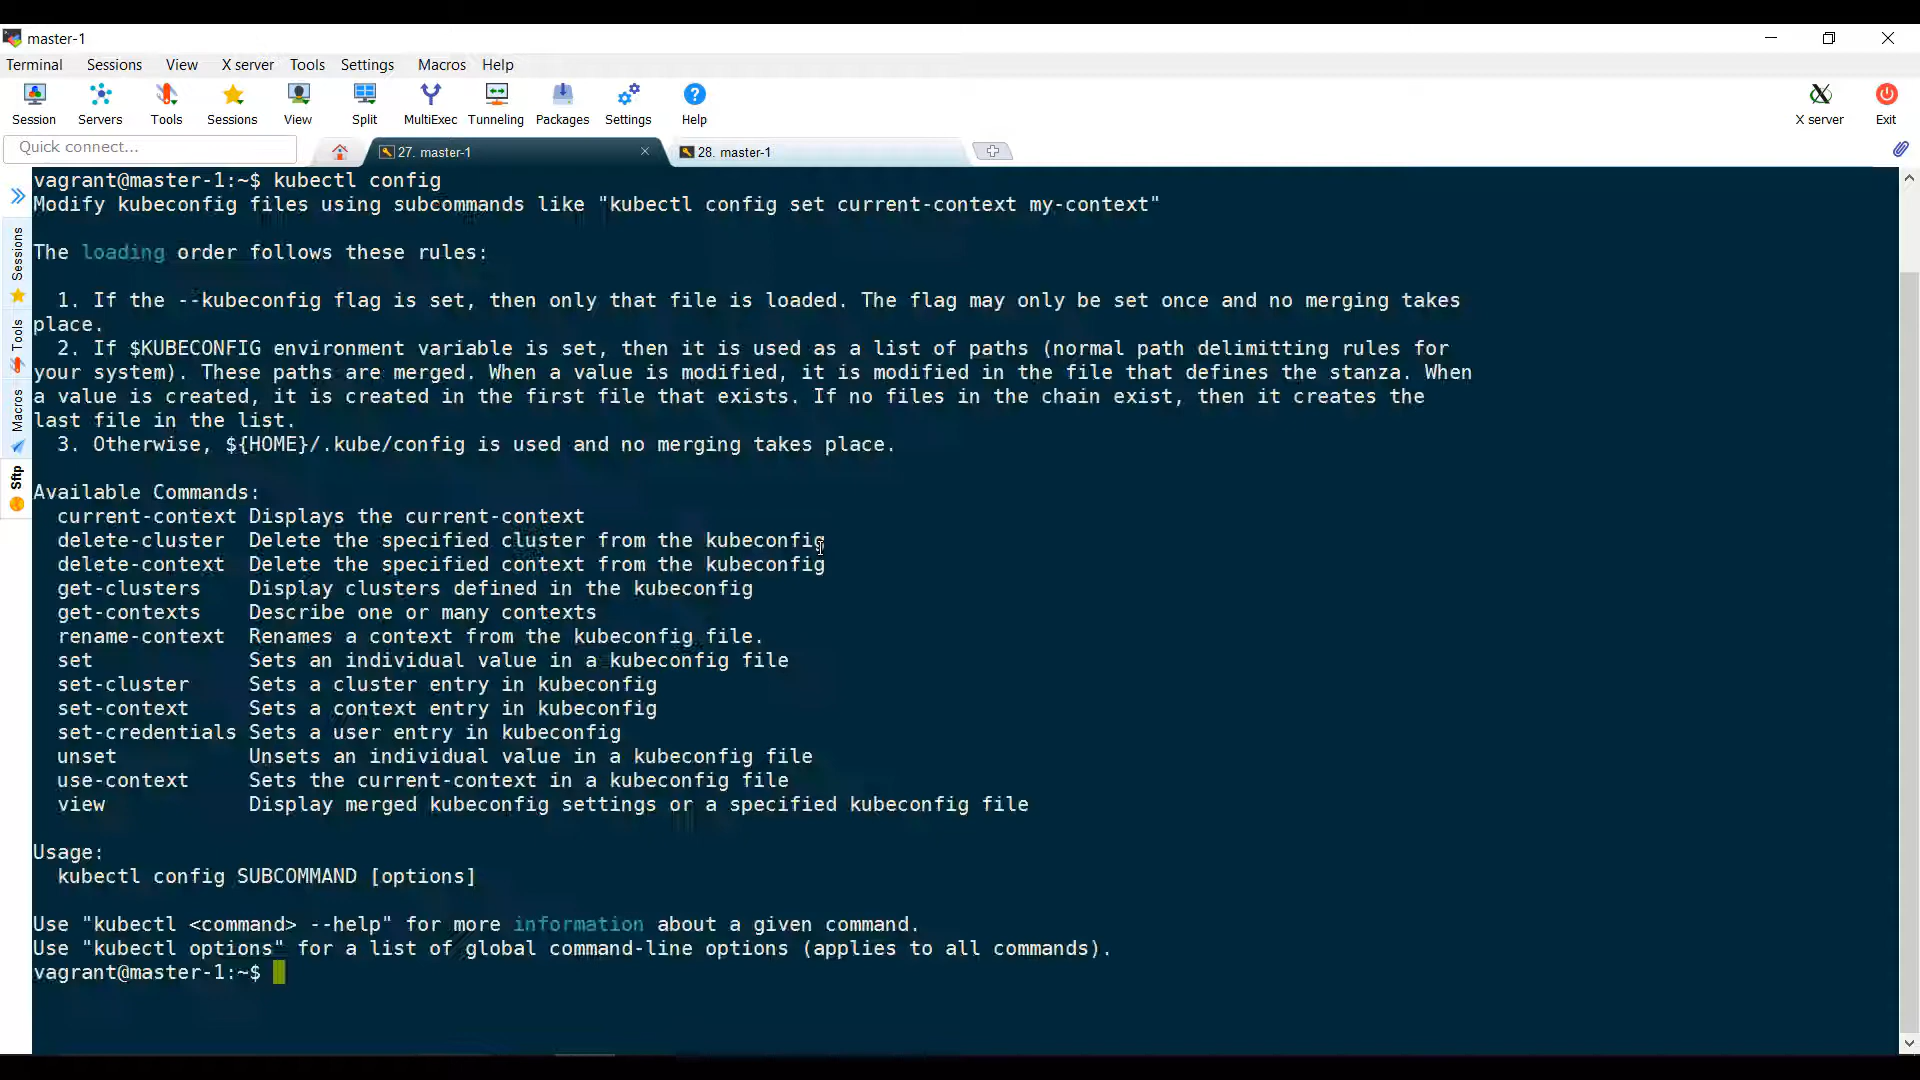 master-1
Terminal Sessions View X server Tools Settings Macros Help
Session Servers Tools Sessions View Split MultiExec Tunneling Packages Settings Help X server Exit
Quick connect... 27. master-1 28. master-1
Sessions
Tools
Macros
Sftp
vagrant@master-1:~$ kubectl config
Modify kubeconfig files using subcommands like "kubectl config set current-context my-context"
The loading order follows these rules:
1. If the --kubeconfig flag is set, then only that file is loaded. The flag may only be set once and no merging takes
place.
2. If $KUBECONFIG environment variable is set, then it is used as a list of paths (normal path delimitting rules for
your system). These paths are merged. When a value is modified, it is modified in the file that defines the stanza. When
a value is created, it is created in the first file that exists. If no files in the chain exist, then it creates the
last file in the list.
3. Otherwise, ${HOME}/.kube/config is used and no merging takes place.
Available Commands:
current-context Displays the current-context
delete-cluster Delete the specified cluster from the kubeconfig
delete-context Delete the specified context from the kubeconfig
get-clusters Display clusters defined in the kubeconfig
get-contexts Describe one or many contexts
rename-context Renames a context from the kubeconfig file.
set Sets an individual value in a kubeconfig file
set-cluster Sets a cluster entry in kubeconfig
set-context Sets a context entry in kubeconfig
set-credentials Sets a user entry in kubeconfig
unset Unsets an individual value in a kubeconfig file
use-context Sets the current-context in a kubeconfig file
view Display merged kubeconfig settings or a specified kubeconfig file
Usage:
kubectl config SUBCOMMAND [options]
Use "kubectl <command> --help" for more information about a given command.
Use "kubectl options" for a list of global command-line options (applies to all commands).
vagrant@master-1:~$